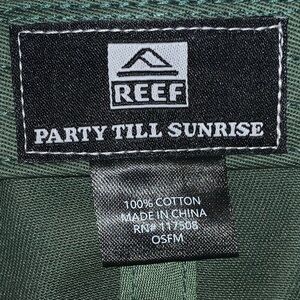 REEF
PARTY TILL SUNRISE
100% COTTON
MADE IN CHINA
RN# 117508
OSFM